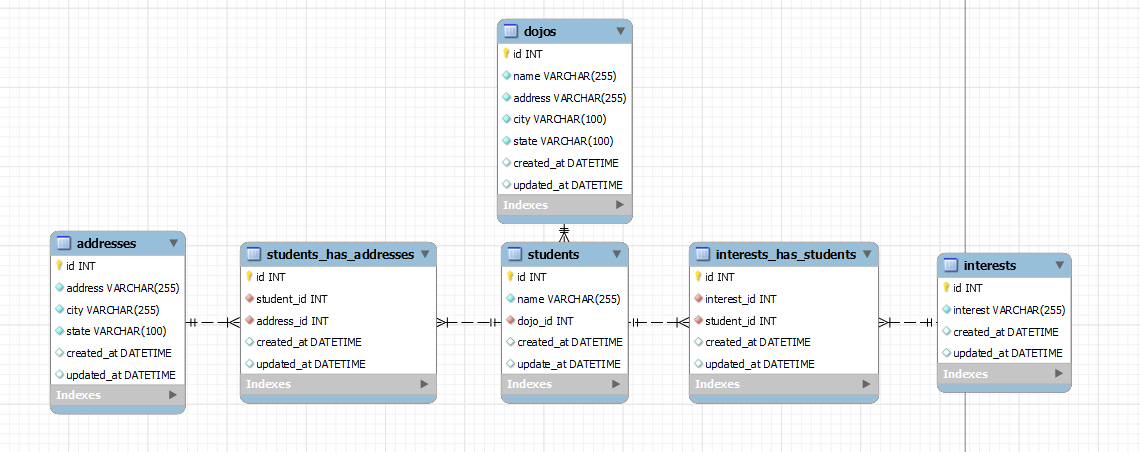 dojos
id INT
name VARCHAR(255)
address VARCHAR(255)
city VARCHAR(100)
state VARCHAR(100)
created_at DATETIME
updated_at DATETIME
Indexes
addresses
id INT
address VARCHAR(255)
city VARCHAR(255)
state VARCHAR(100)
created_at DATETIME
updated_at DATETIME
Indexes
students_has_addresses
id INT
student_id INT
address_id INT
created_at DATETIME
updated_at DATETIME
Indexes
students
id INT
name VARCHAR(255)
dojo_id INT
created_at DATETIME
update_at DATETIME
Indexes
interests_has_students
id INT
interest_id INT
student_id INT
created_at DATETIME
updated_at DATETIME
Indexes
interests
id INT
interest VARCHAR(255)
created_at DATETIME
updated_at DATETIME
Indexes